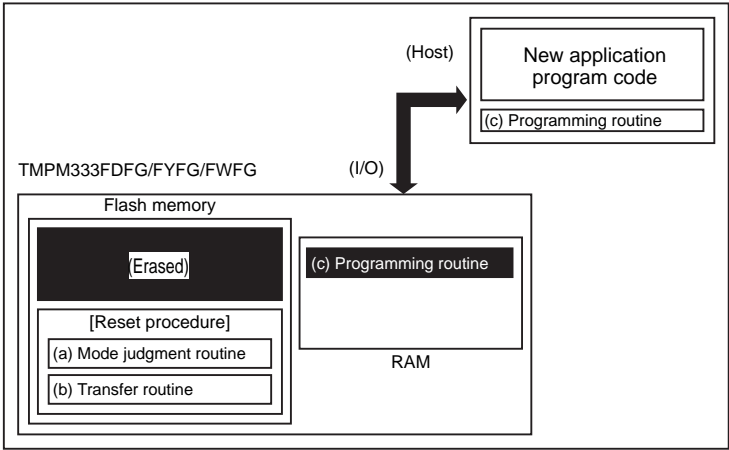 (Host)
New application
program code
(c) Programming routine
(I/O)
TMPM333FDFG/FYFG/FWFG
Flash memory
(Erased)
[Reset procedure]
(a) Mode judgment routine
(b) Transfer routine
(c) Programming routine
RAM